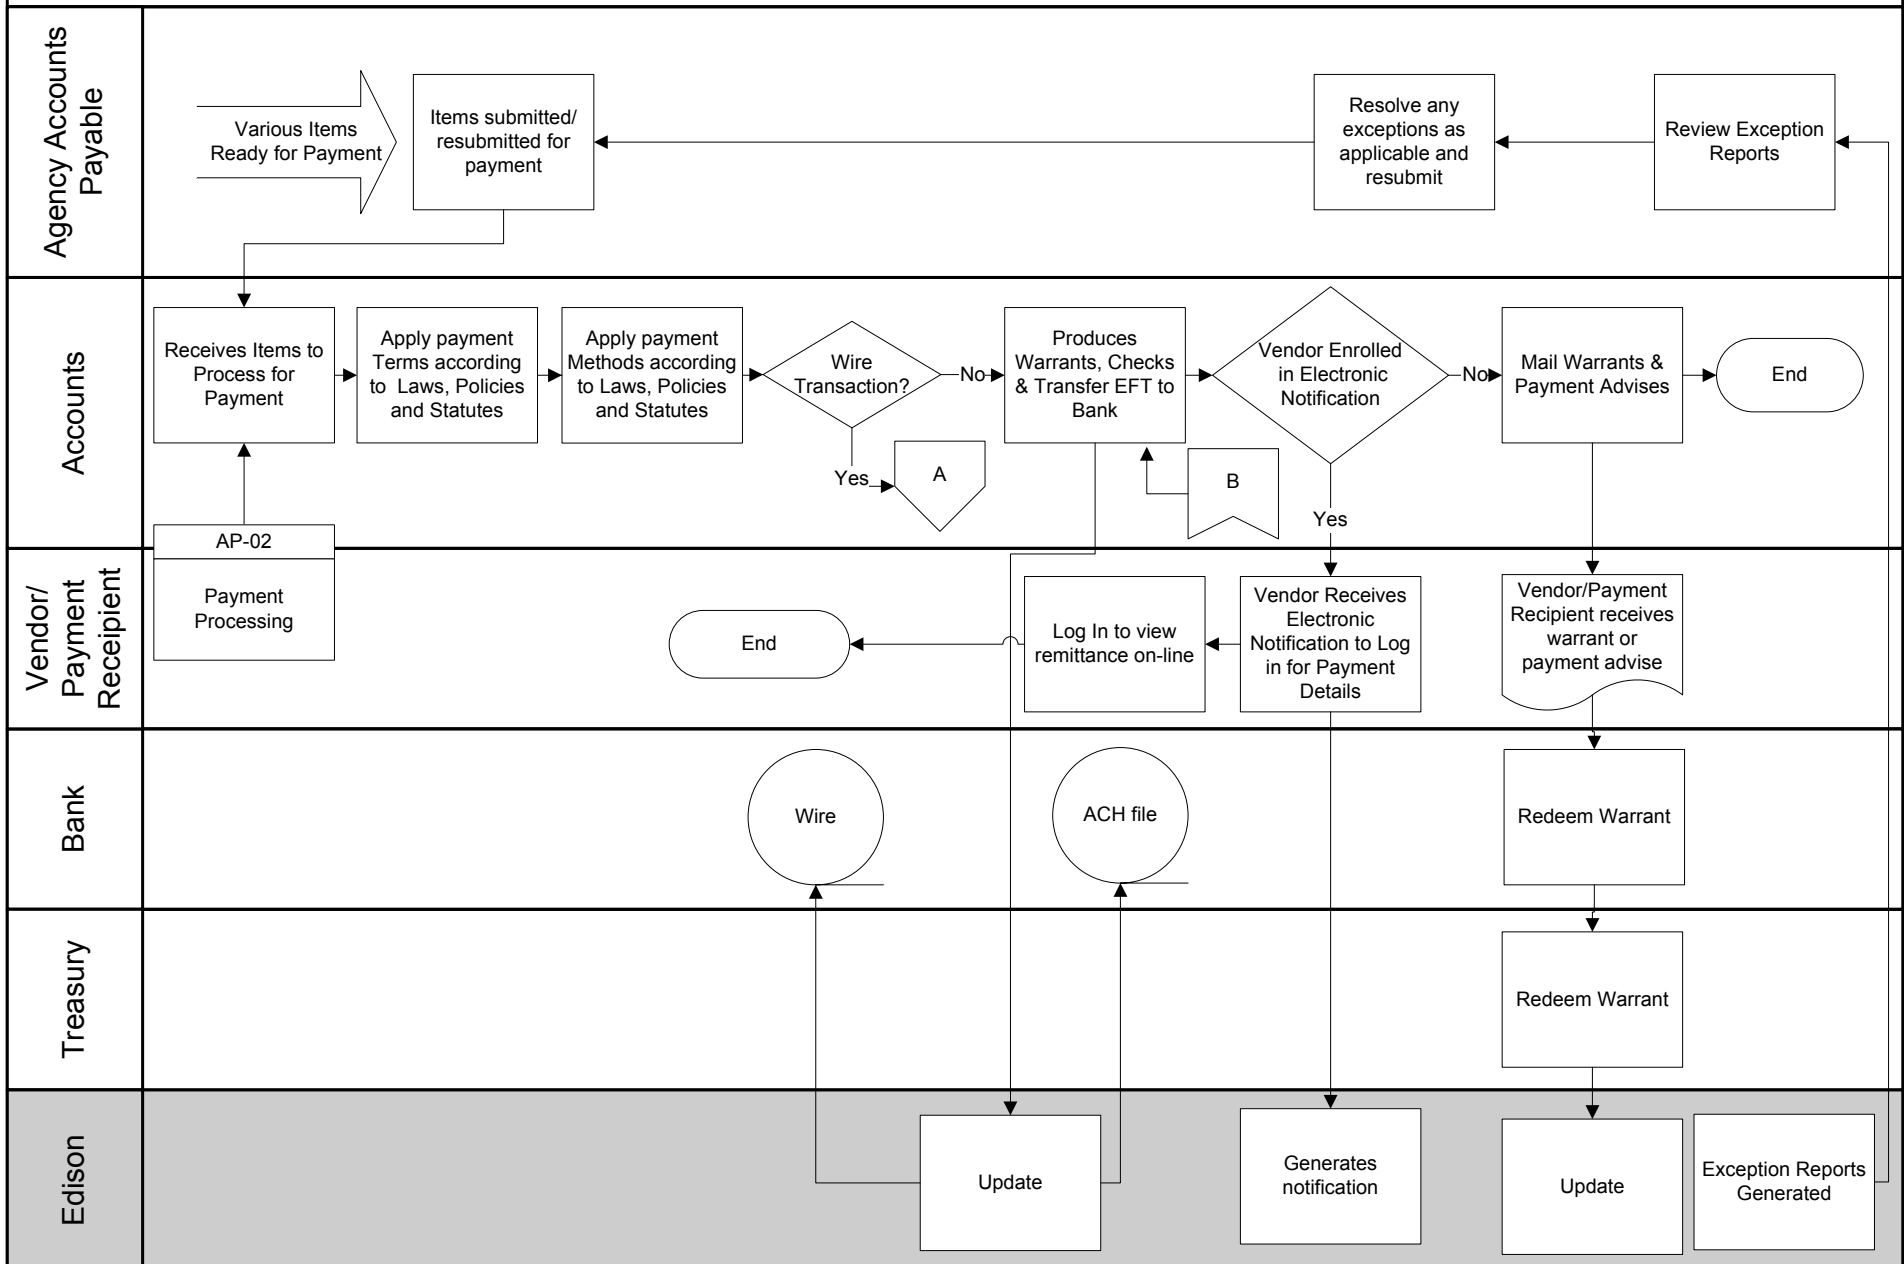 Agency Accounts
Payable
Various Items
Ready for Payment
Items submitted/
resubmitted for
payment
Resolve any
exceptions as
applicable and
resubmit
Review Exception
Reports
Accounts
Receives Items to
Process for
Payment
Apply payment
Terms according
to Laws, Policies
and Statutes
Apply payment
Methods according
to Laws, Policies
and Statutes
Wire
Transaction?
No
Yes
A
Produces
Warrants, Checks
& Transfer EFT to
Bank
B
Vendor Enrolled
in Electronic
Notification
No
Yes
Mail Warrants &
Payment Advises
End
AP-02
Payment
Processing
Vendor/
Payment
Receipient
End
Log In to view
remittance on-line
Vendor Receives
Electronic
Notification to Log
in for Payment
Details
Vendor/Payment
Recipient receives
warrant or
payment advise
Bank
Wire
ACH file
Redeem Warrant
Treasury
Redeem Warrant
Edison
Update
Generates
notification
Update
Exception Reports
Generated